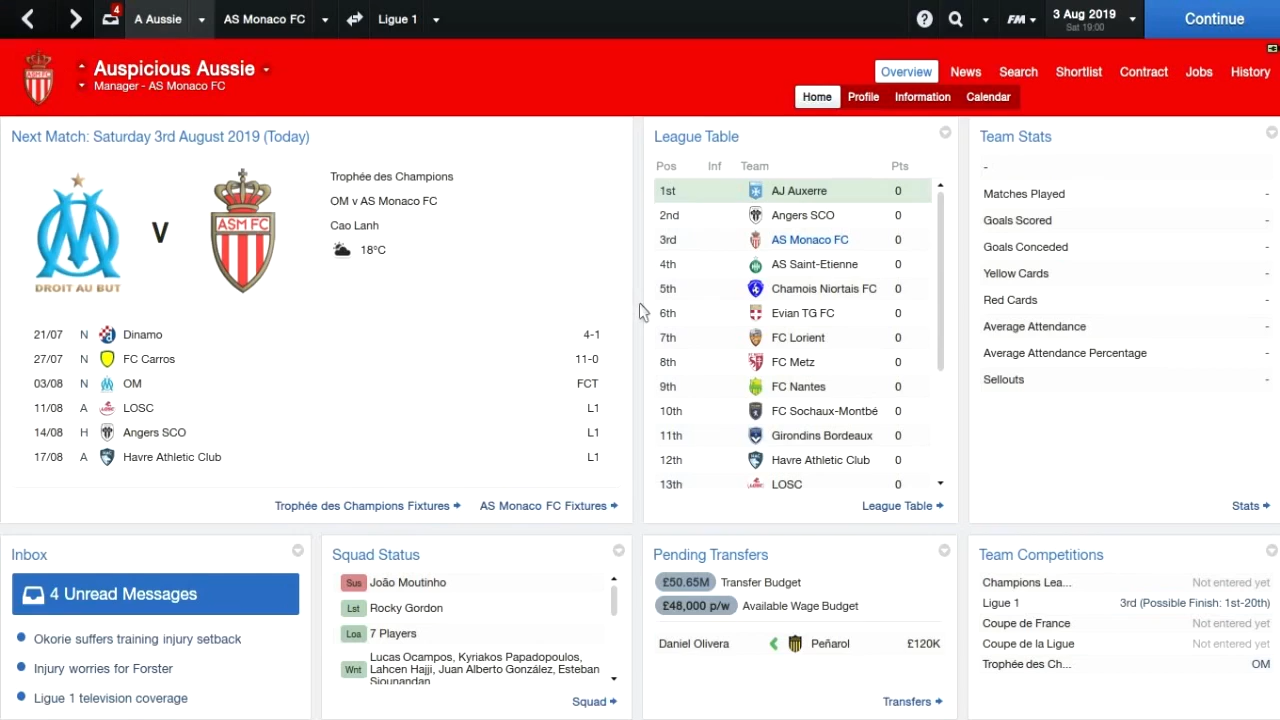 4
A Aussie
AS Monaco FC
Ligue 1
FM
3 Aug 2019
Sat 19:00
Continue
Auspicious Aussie
Manager - AS Monaco FC
Overview News Search Shortlist Contract Jobs History
Home Profile Information Calendar
Next Match: Saturday 3rd August 2019 (Today)
DROIT AU BUT
V
ASM FC
Trophée des Champions
OM v AS Monaco FC
Cao Lanh
18°C
21/07 N Dinamo 4-1
27/07 N FC Carros 11-0
03/08 N OM FCT
11/08 A LOSC L1
14/08 H Angers SCO L1
17/08 A Havre Athletic Club L1
Trophée des Champions Fixtures
AS Monaco FC Fixtures
League Table
Pos Inf Team Pts
1st AJ Auxerre 0
2nd Angers SCO 0
3rd AS Monaco FC 0
4th AS Saint-Etienne 0
5th Chamois Niortais FC 0
6th Evian TG FC 0
7th FC Lorient 0
8th FC Metz 0
9th FC Nantes 0
10th FC Sochaux-Montbé 0
11th Girondins Bordeaux 0
12th Havre Athletic Club 0
13th LOSC 0
League Table
Team Stats
-
Matches Played -
Goals Scored -
Goals Conceded -
Yellow Cards -
Red Cards -
Average Attendance -
Average Attendance Percentage -
Sellouts -
Stats
Inbox
4 Unread Messages
Okorie suffers training injury setback
Injury worries for Forster
Ligue 1 television coverage
Squad Status
Sus João Moutinho
Lst Rocky Gordon
Loa 7 Players
Wnt Lucas Ocampos, Kyriakos Papadopoulos,
Lahcen Hajji, Juan Alberto González, Esteban
Siounandan
Squad
Pending Transfers
£50.65M Transfer Budget
£48,000 p/w Available Wage Budget
Daniel Olivera Peñarol £120K
Transfers
Team Competitions
Champions Lea... Not entered yet
Ligue 1 3rd (Possible Finish: 1st-20th)
Coupe de France Not entered yet
Coupe de la Ligue Not entered yet
Trophée des Ch... OM